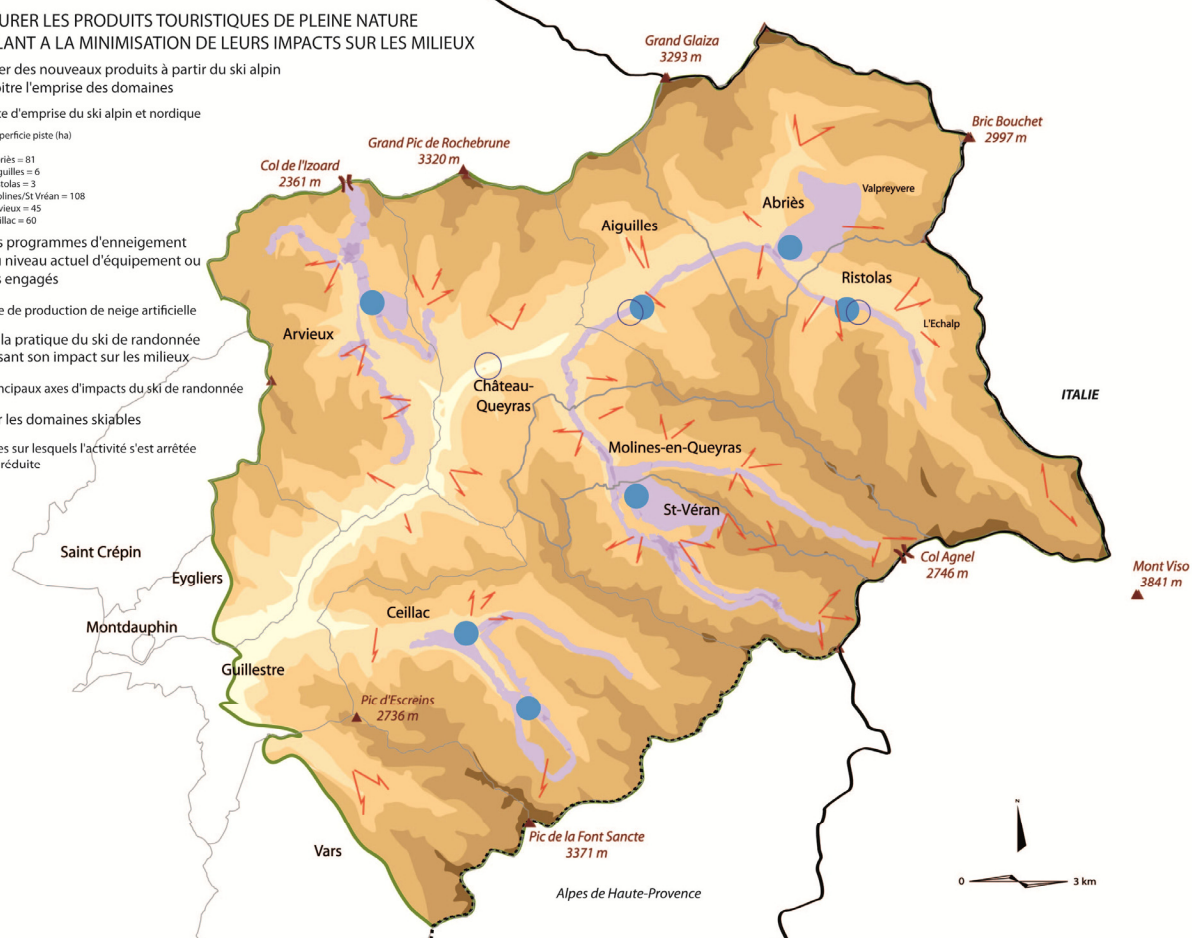 URER LES PRODUITS TOURISTIQUES DE PLEINE NATURE
LANT A LA MINIMISATION DE LEURS IMPACTS SUR LES MILIEUX
er des nouveaux produits à partir du ski alpin
oitre l'emprise des domaines
te d'emprise du ski alpin et nordique
perficie piste (ha)
riès = 81
guilles = 6
stolas = 3
olines/St Vréan = 108
vieux = 45
illac = 60
s programmes d'enneigement
u niveau actuel d'équipement ou
s engagés
e de production de neige artificielle
la pratique du ski de randonnée
sant son impact sur les milieux
ncipaux axes d'impacts du ski de randonnée
r les domaines skiables
es sur lesquels l'activité s'est arrêtée
réduite
Grand Glaiza
3293 m
Bric Bouchet
2997 m
Grand Pic de Rochebrune
3320 m
Col de l'Izoard
2361 m
Valpreyvere
Abriès
Aiguilles
Ristolas
L'Echalp
Arvieux
Château-
Queyras
ITALIE
Molines-en-Queyras
St-Véran
Saint Crépin
Eygliers
Col Agnel
2746 m
Mont Viso
3841 m
Montdauphin
Ceillac
Guillestre
Pic d'Escreins
2736 m
Pic de la Font Sancte
3371 m
Vars
Alpes de Haute-Provence
N
0 3 km